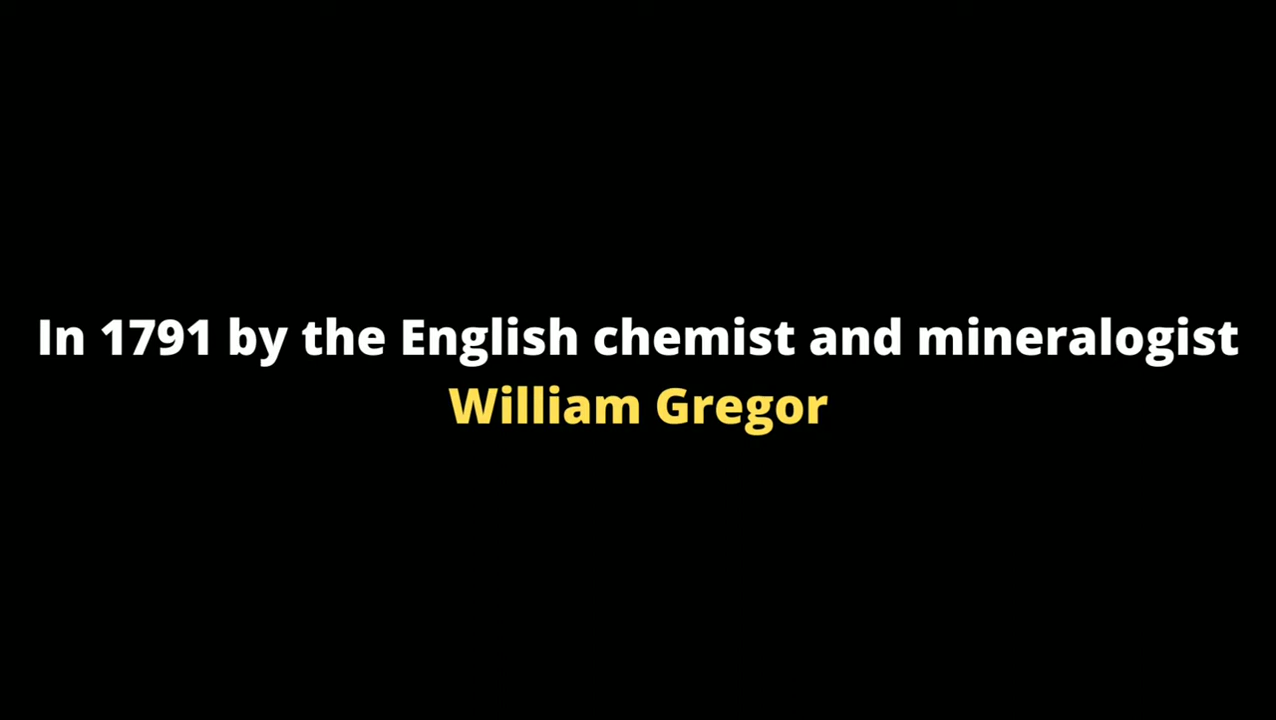 In 1791 by the English chemist and mineralogist
William Gregor